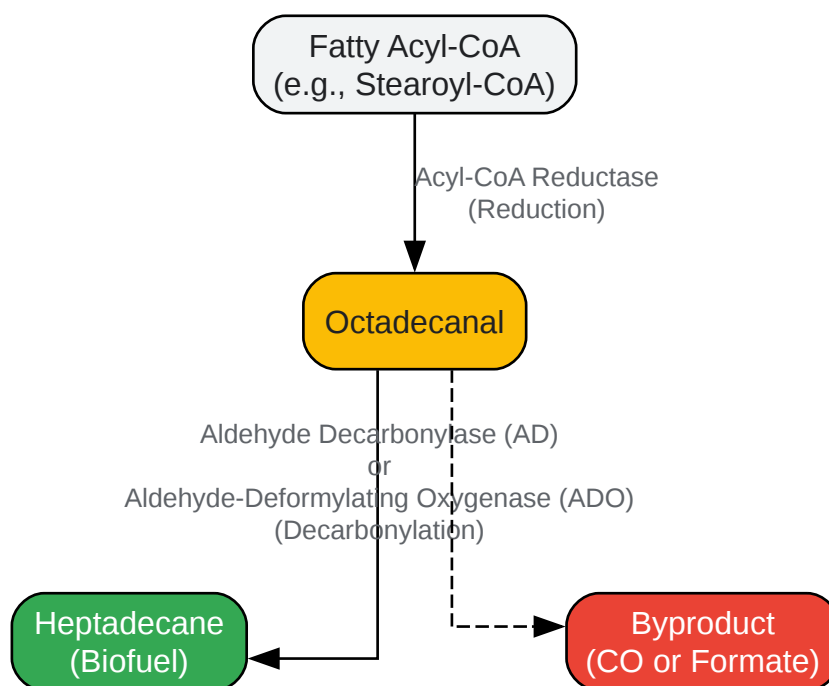 Fatty Acyl-CoA
(e.g., Stearoyl-CoA)
Acyl-CoA Reductase
(Reduction)
Octadecanal
Aldehyde Decarbonylase (AD)
or
Aldehyde-Deformylating Oxygenase (ADO)
(Decarbonylation)
Heptadecane
(Biofuel)
Byproduct
(CO or Formate)